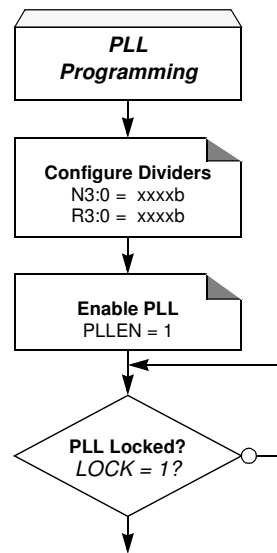 PLL
Programming
Configure Dividers
N3:0 = xxxxb
R3:0 = xxxxb
Enable PLL
PLLEN = 1
PLL Locked?
LOCK = 1?